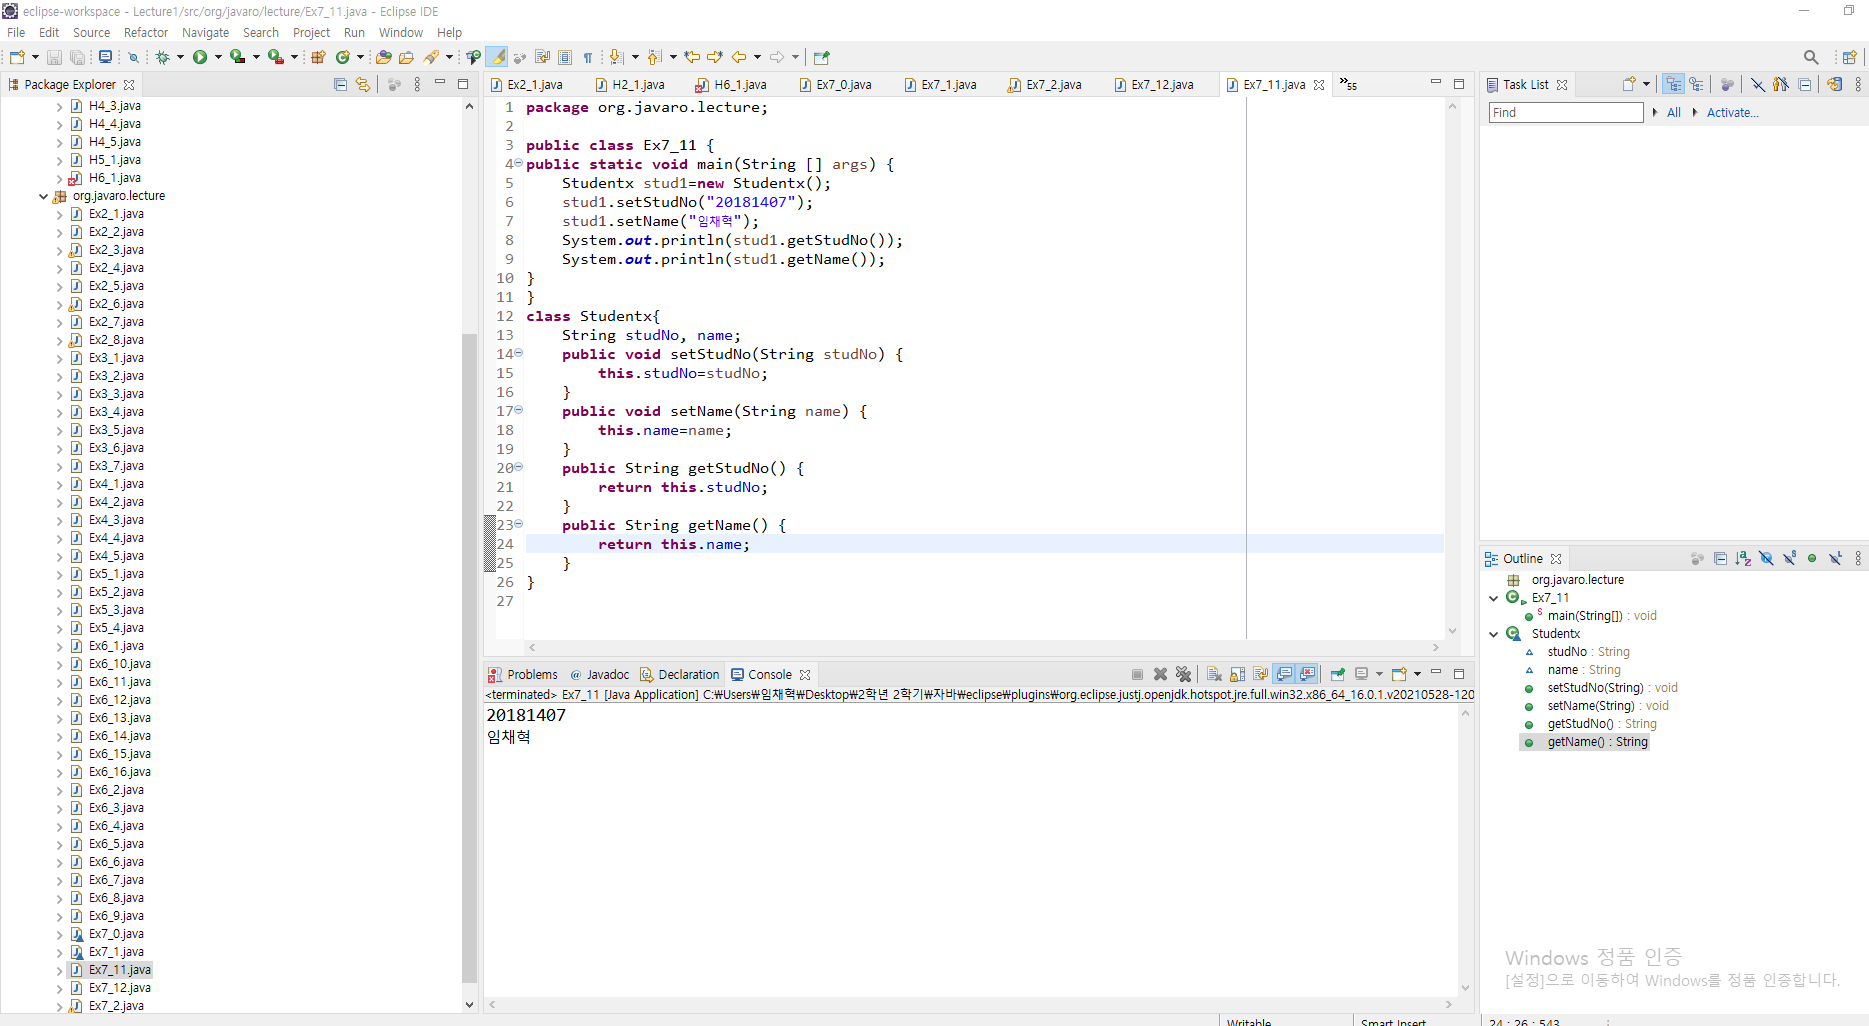 eclipse-workspace - Lecture1/src/org/javaro/lecture/Ex7_11.java - Eclipse IDE
File Edit Source Refactor Navigate Search Project Run Window Help
Package Explorer
H4_3.java
H4_4.java
H4_5.java
H5_1.java
H6_1.java
org.javaro.lecture
Ex2_1.java
Ex2_2.java
Ex2_3.java
Ex2_4.java
Ex2_5.java
Ex2_6.java
Ex2_7.java
Ex2_8.java
Ex3_1.java
Ex3_2.java
Ex3_3.java
Ex3_4.java
Ex3_5.java
Ex3_6.java
Ex3_7.java
Ex4_1.java
Ex4_2.java
Ex4_3.java
Ex4_4.java
Ex4_5.java
Ex5_1.java
Ex5_2.java
Ex5_3.java
Ex5_4.java
Ex6_1.java
Ex6_10.java
Ex6_11.java
Ex6_12.java
Ex6_13.java
Ex6_14.java
Ex6_15.java
Ex6_16.java
Ex6_2.java
Ex6_3.java
Ex6_4.java
Ex6_5.java
Ex6_6.java
Ex6_7.java
Ex6_8.java
Ex6_9.java
Ex7_0.java
Ex7_1.java
Ex7_11.java
Ex7_12.java
Ex7_2.java
Ex2_1.java H2_1.java H6_1.java Ex7_0.java Ex7_1.java Ex7_2.java Ex7_12.java Ex7_11.java »55
1 package org.javaro.lecture;
2
3 public class Ex7_11 {
4 public static void main(String [] args) {
5 Studentx stud1=new Studentx();
6 stud1.setStudNo("20181407");
7 stud1.setName("임채혁");
8 System.out.println(stud1.getStudNo());
9 System.out.println(stud1.getName());
10 }
11 }
12 class Studentx{
13 String studNo, name;
14 public void setStudNo(String studNo) {
15 this.studNo=studNo;
16 }
17 public void setName(String name) {
18 this.name=name;
19 }
20 public String getStudNo() {
21 return this.studNo;
22 }
23 public String getName() {
24 return this.name;
25 }
26 }
27
Problems @ Javadoc Declaration Console
<terminated> Ex7_11 [Java Application] C:₩Users₩임채혁₩Desktop₩2학년 2학기₩자바₩eclipse₩plugins₩org.eclipse.justj.openjdk.hotspot.jre.full.win32.x86_64_16.0.1.v20210528-120
20181407
임채혁
Task List
Find All Activate...
Outline
org.javaro.lecture
Ex7_11
main(String[]) : void
Studentx
studNo : String
name : String
setStudNo(String) : void
setName(String) : void
getStudNo() : String
getName() : String
Windows 정품 인증
[설정]으로 이동하여 Windows를 정품 인증합니다.
Writable Smart Insert 24 : 26 : 543